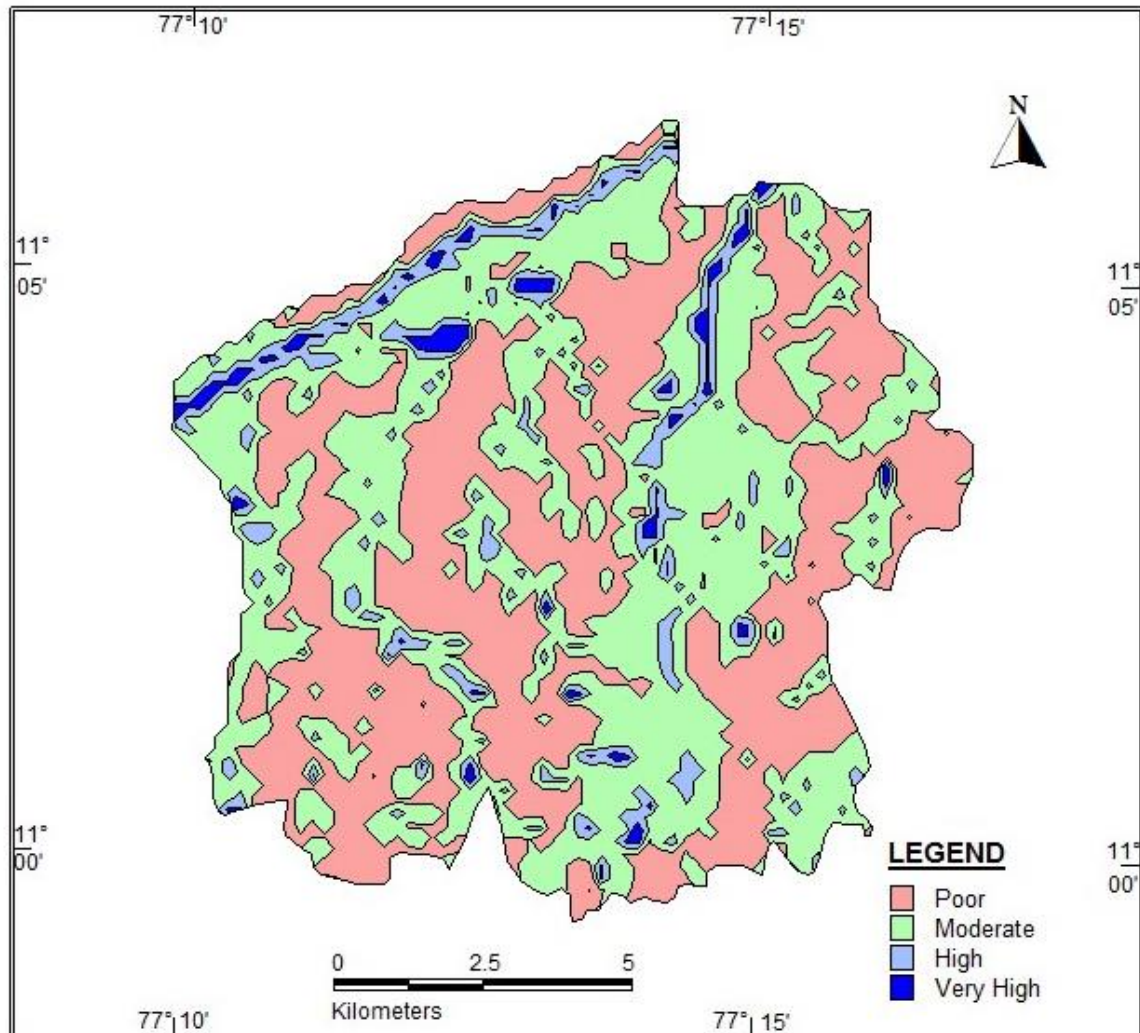 77° 10'
77° 15'
N
11°
05'
11°
05'
11°
00'
11°
00'
LEGEND
Poor
Moderate
High
Very High
0 2.5 5
Kilometers
77° 10'
77° 15'